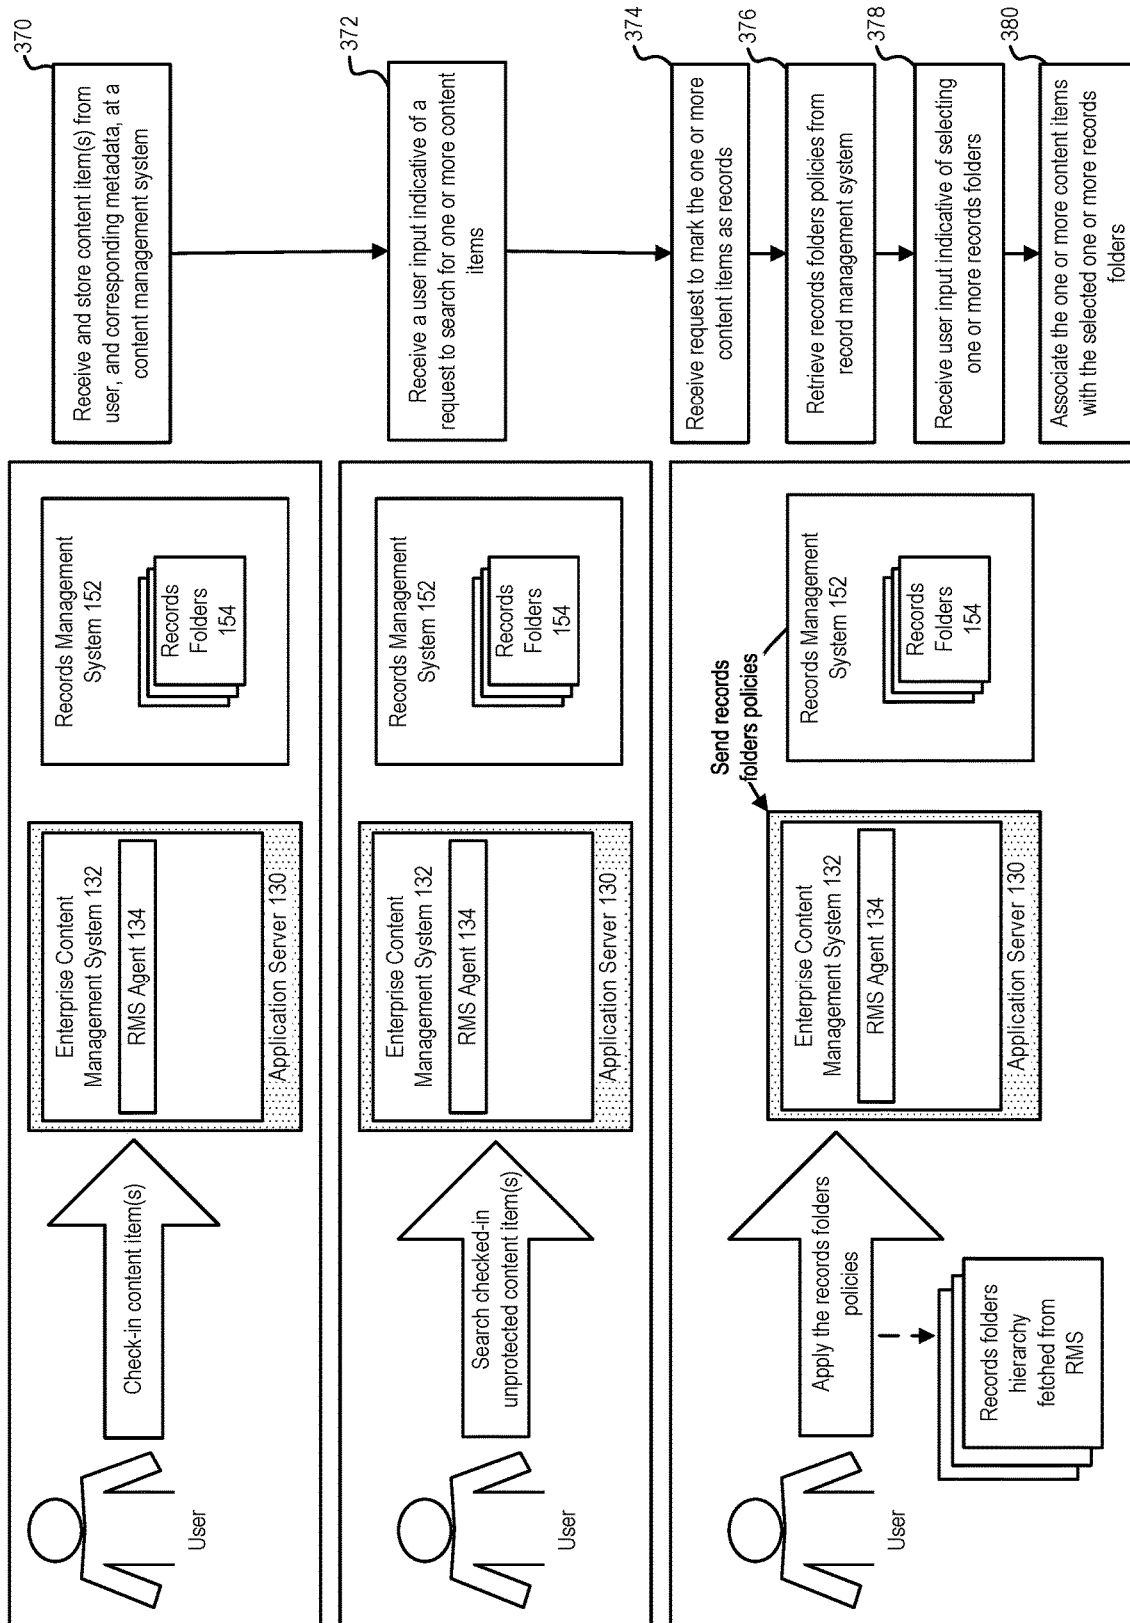 Check-in content item(s)
User
Enterprise Content
Management System 132
RMS Agent 134
Application Server 130
Records Management
System 152
Records
Folders
154
370
Receive and store content item(s) from
user, and corresponding metadata, at a
content management system
Search checked-in
unprotected content item(s)
User
Enterprise Content
Management System 132
RMS Agent 134
Application Server 130
Records Management
System 152
Records
Folders
154
372
Receive a user input indicative of a
request to search for one or more content
items
Apply the records folders
policies
User
Records folders
hierarchy
fetched from
RMS
Enterprise Content
Management System 132
RMS Agent 134
Application Server 130
Send records
folders policies
Records Management
System 152
Records
Folders
154
374
Receive request to mark the one or more
content items as records
376
Retrieve records folders policies from
record management system
378
Receive user input indicative of selecting
one or more records folders
380
Associate the one or more content items
with the selected one or more records
folders